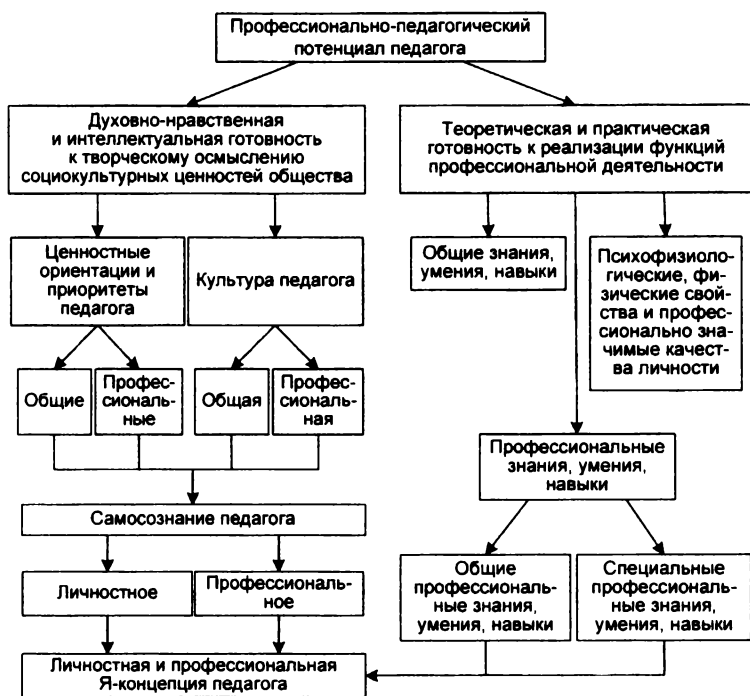 Профессионально-педагогический
потенциал педагога
Духовно-нравственная
и интеллектуальная готовность
к творческому осмыслению
социокультурных ценностей общества
Теоретическая и практическая
готовность к реализации функций
профессиональной деятельности
Ценностные
ориентации и
приоритеты
педагога
Культура педагога
Общие знания,
умения, навыки
Психофизиоло-
гические, фи-
зические свой-
ства и профес-
сионально зна-
чимые качест-
ва личности
Общие
Профес-
сиональ-
ные
Общая
Профес-
сиональ-
ная
Профессиональные
знания, умения,
навыки
Самосознание педагога
Личностное
Профессиональ-
ное
Общие
профессиональ-
ные знания,
умения, навыки
Специальные
профессиональ-
ные знания,
умения, навыки
Личностная и профессиональная
Я-концепция педагога